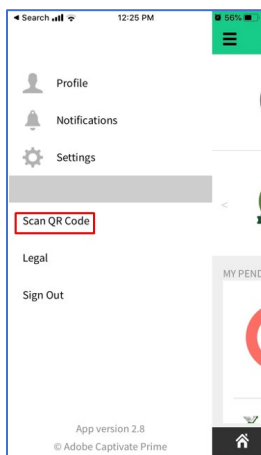 Search 12:25 PM 56%
Profile
Notifications
Settings
<
Scan QR Code
Legal
MY PEND
Sign Out
App version 2.8
© Adobe Captivate Prime